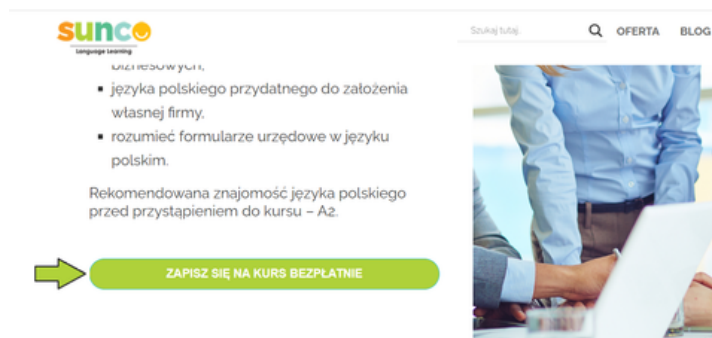 sunco
Language Learning
Szukaj tutaj.
OFERTA
BLOG
biznesowych,
języka polskiego przydatnego do założenia
własnej firmy,
rozumieć formularze urzędowe w języku
polskim.
Rekomendowana znajomość języka polskiego
przed przystąpieniem do kursu – A2.
ZAPISZ SIĘ NA KURS BEZPŁATNIE